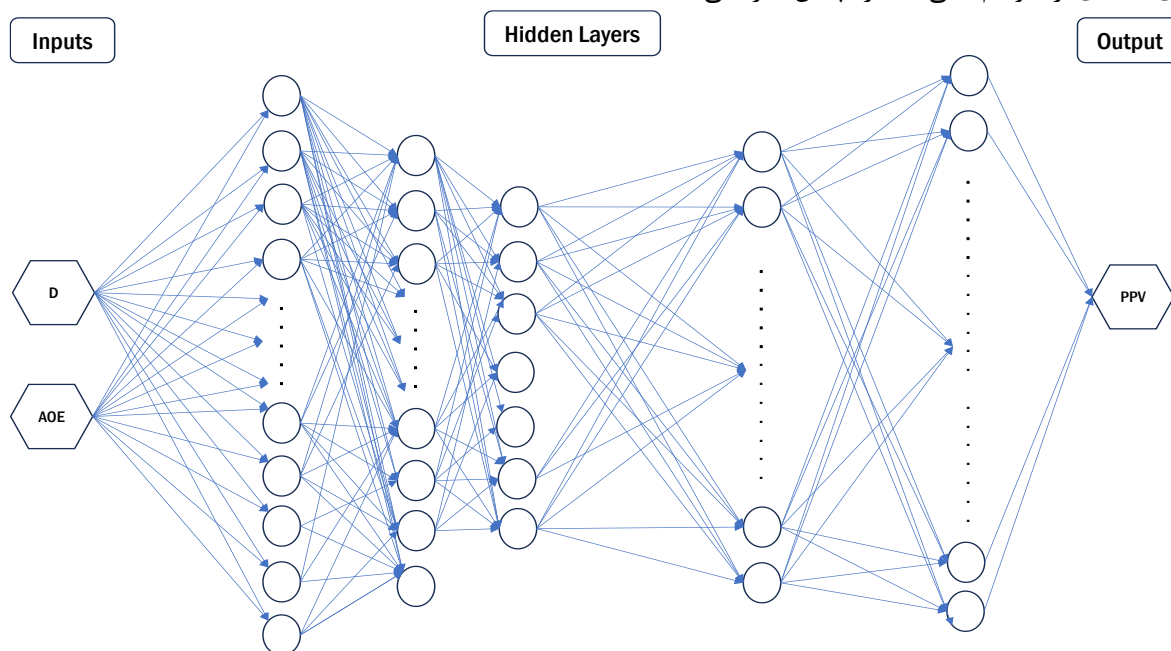 Inputs
Hidden Layers
Output
D
AOE
PPV